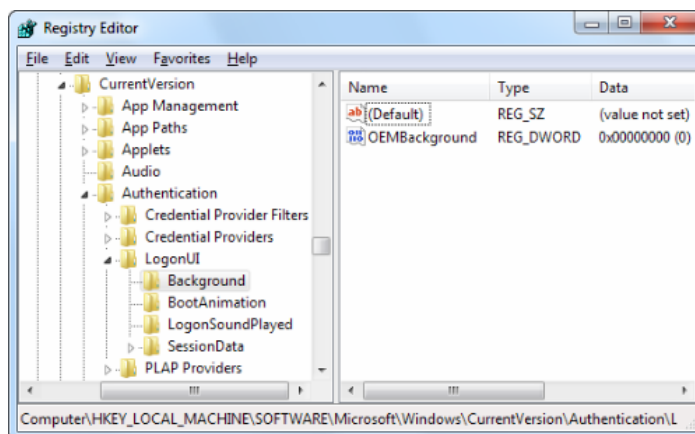 Registry Editor
File Edit View Favorites Help
CurrentVersion
App Management
App Paths
Applets
Audio
Authentication
Credential Provider Filters
Credential Providers
LogonUI
Background
BootAnimation
LogonSoundPlayed
SessionData
PLAP Providers
Name Type Data
(Default) REG_SZ (value not set)
OEMBackground REG_DWORD 0x00000000 (0)
Computer\HKEY_LOCAL_MACHINE\SOFTWARE\Microsoft\Windows\CurrentVersion\Authentication\L